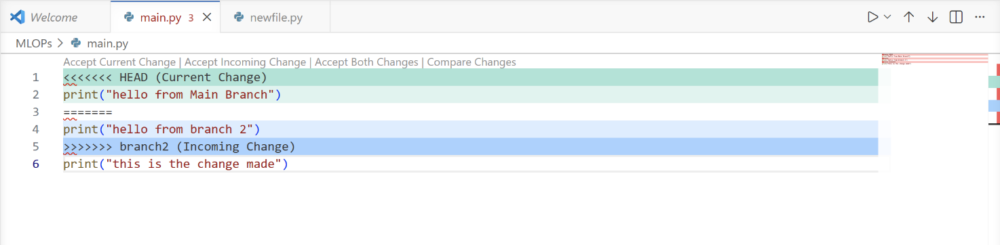 Welcome main.py 3 newfile.py
MLOPs > main.py
Accept Current Change | Accept Incoming Change | Accept Both Changes | Compare Changes
1 <<<<<<< HEAD (Current Change)
2 print("hello from Main Branch")
3 =======
4 print("hello from branch 2")
5 >>>>>>> branch2 (Incoming Change)
6 print("this is the change made")